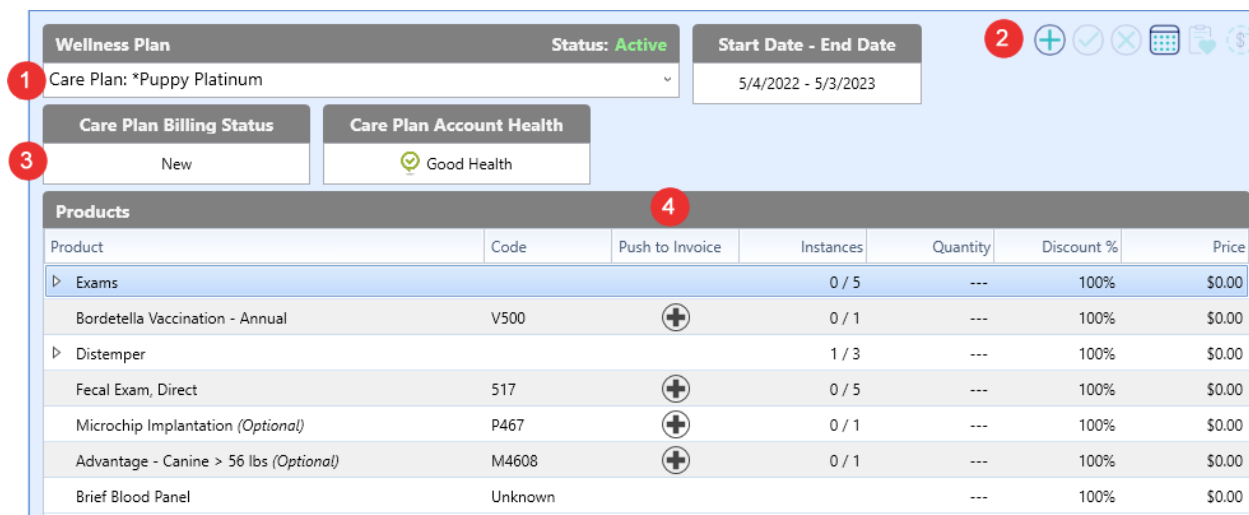 Wellness Plan Status: Active Start Date - End Date 2 $
1 Care Plan: *Puppy Platinum 5/4/2022 - 5/3/2023
Care Plan Billing Status Care Plan Account Health
3 New Good Health
Products 4
Product Code Push to Invoice Instances Quantity Discount % Price
Exams 0 / 5 --- 100% $0.00
Bordetella Vaccination - Annual V500 0 / 1 --- 100% $0.00
Distemper 1 / 3 --- 100% $0.00
Fecal Exam, Direct 517 0 / 5 --- 100% $0.00
Microchip Implantation (Optional) P467 0 / 1 --- 100% $0.00
Advantage - Canine > 56 lbs (Optional) M4608 0 / 1 --- 100% $0.00
Brief Blood Panel Unknown --- 100% $0.00